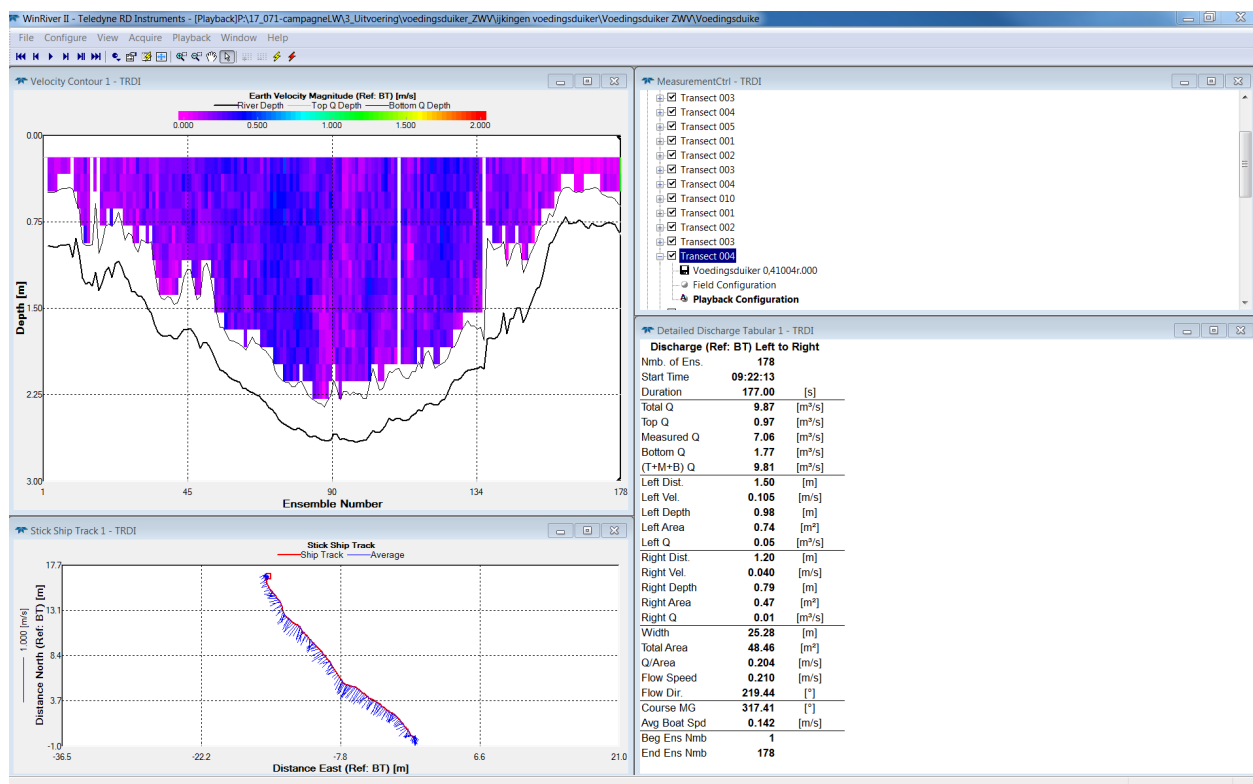 WinRiver II - Teledyne RD Instruments - [Playback]P:\17_071-campagneLW\3_Uitvoering\voedingsduiker_ZWV\ijkingen voedingsduiker\Voedingsduiker ZWV\Voedingsduike
File Configure View Acquire Playback Window Help
Velocity Contour 1 - TRDI
Earth Velocity Magnitude (Ref: BT) [m/s]
River Depth Top Q Depth Bottom Q Depth
0.000 0.500 1.000 1.500 2.000
0.00
0.75
1.50
2.25
3.00
Depth [m]
1 45 90 134 178
Ensemble Number
Stick Ship Track 1 - TRDI
Stick Ship Track
Ship Track Average
17.7
13.1
8.4
3.7
-1.0
1.000 [m/s]
Distance North (Ref: BT) [m]
-36.5 -22.2 -7.8 6.6 21.0
Distance East (Ref: BT) [m]
MeasurementCtrl - TRDI
Transect 003
Transect 004
Transect 005
Transect 001
Transect 002
Transect 003
Transect 004
Transect 010
Transect 001
Transect 002
Transect 003
Transect 004
Voedingsduiker 0,41004r.000
Field Configuration
Playback Configuration
Detailed Discharge Tabular 1 - TRDI
Discharge (Ref: BT) Left to Right
Nmb. of Ens. 178
Start Time 09:22:13
Duration 177.00 [s]
Total Q 9.87 [m³/s]
Top Q 0.97 [m³/s]
Measured Q 7.06 [m³/s]
Bottom Q 1.77 [m³/s]
(T+M+B) Q 9.81 [m³/s]
Left Dist. 1.50 [m]
Left Vel. 0.105 [m/s]
Left Depth 0.98 [m]
Left Area 0.74 [m²]
Left Q 0.05 [m³/s]
Right Dist. 1.20 [m]
Right Vel. 0.040 [m/s]
Right Depth 0.79 [m]
Right Area 0.47 [m²]
Right Q 0.01 [m³/s]
Width 25.28 [m]
Total Area 48.46 [m²]
Q/Area 0.204 [m/s]
Flow Speed 0.210 [m/s]
Flow Dir. 219.44 [°]
Course MG 317.41 [°]
Avg Boat Spd 0.142 [m/s]
Beg Ens Nmb 1
End Ens Nmb 178